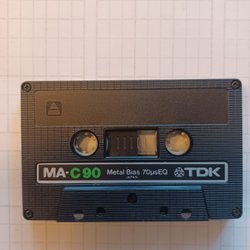 MA-C90 Metal Bias 70μsEQ TDK
JAPAN